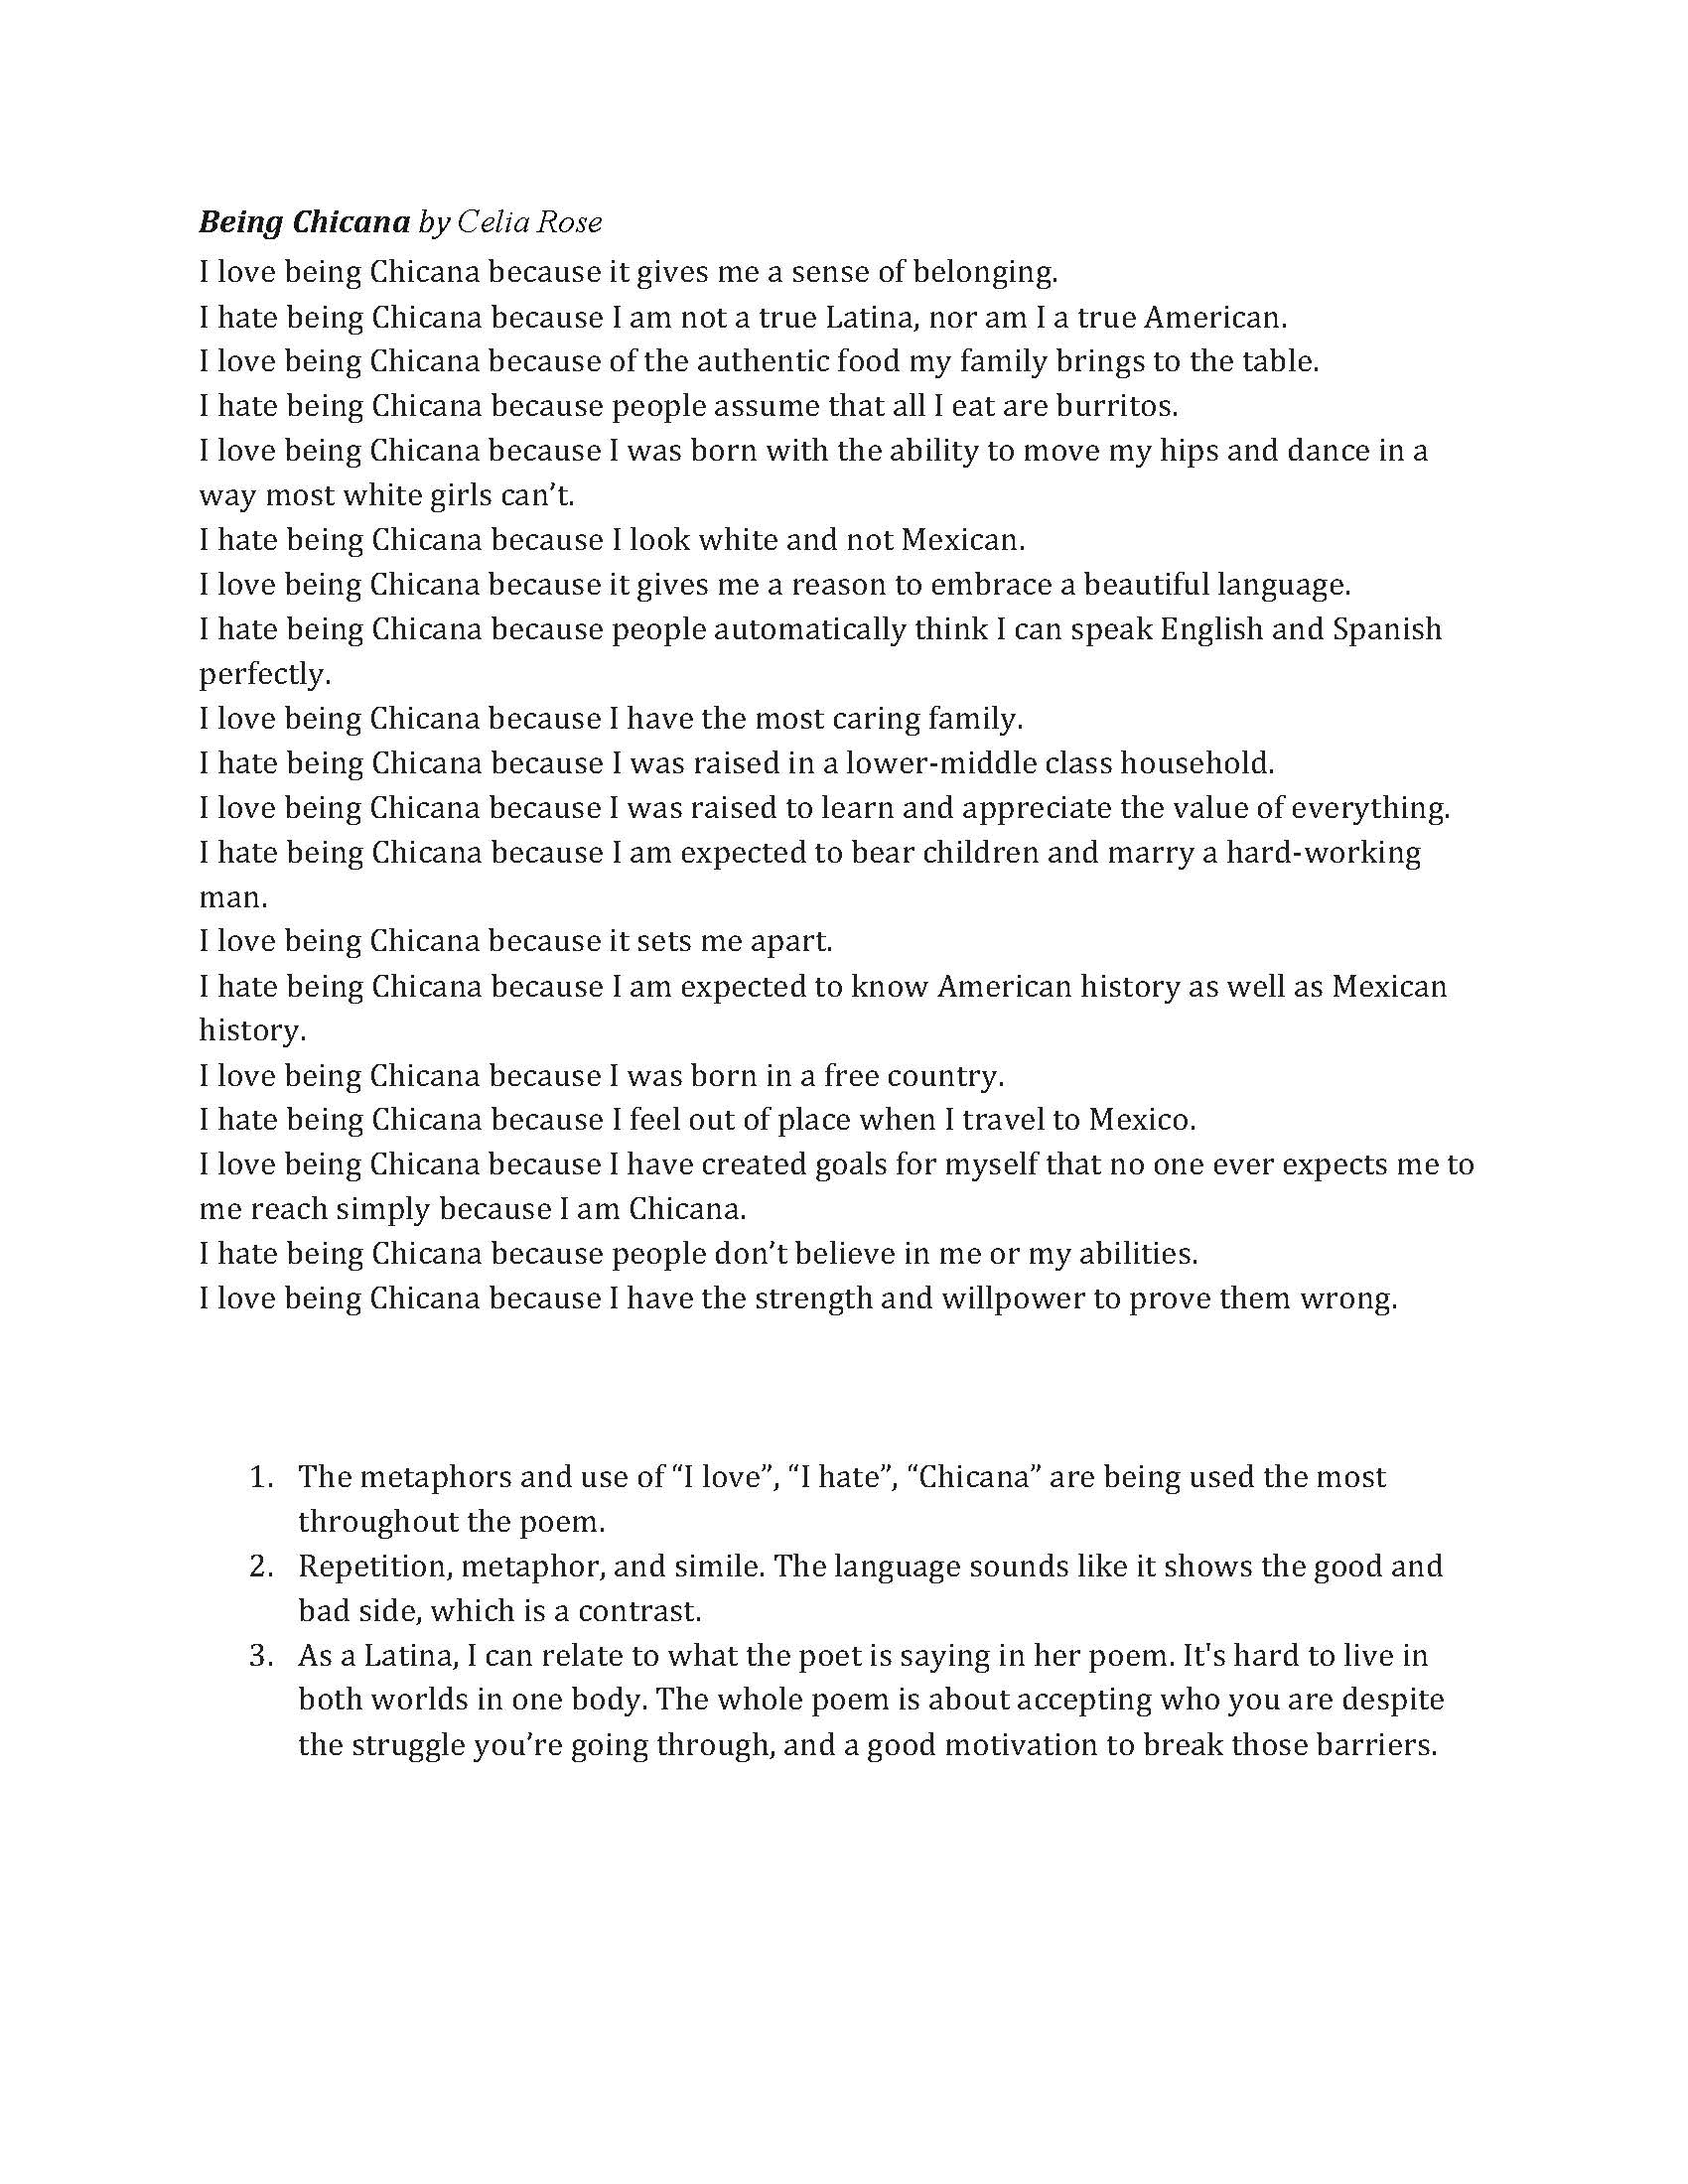 Being Chicana by Celia Rose
I love being Chicana because it gives me a sense of belonging.
I hate being Chicana because I am not a true Latina, nor am I a true American.
I love being Chicana because of the authentic food my family brings to the table.
I hate being Chicana because people assume that all I eat are burritos.
I love being Chicana because I was born with the ability to move my hips and dance in a
way most white girls can’t.
I hate being Chicana because I look white and not Mexican.
I love being Chicana because it gives me a reason to embrace a beautiful language.
I hate being Chicana because people automatically think I can speak English and Spanish
perfectly.
I love being Chicana because I have the most caring family.
I hate being Chicana because I was raised in a lower-middle class household.
I love being Chicana because I was raised to learn and appreciate the value of everything.
I hate being Chicana because I am expected to bear children and marry a hard-working
man.
I love being Chicana because it sets me apart.
I hate being Chicana because I am expected to know American history as well as Mexican
history.
I love being Chicana because I was born in a free country.
I hate being Chicana because I feel out of place when I travel to Mexico.
I love being Chicana because I have created goals for myself that no one ever expects me to
me reach simply because I am Chicana.
I hate being Chicana because people don’t believe in me or my abilities.
I love being Chicana because I have the strength and willpower to prove them wrong.
1. The metaphors and use of “I love”, “I hate”, “Chicana” are being used the most
throughout the poem.
2. Repetition, metaphor, and simile. The language sounds like it shows the good and
bad side, which is a contrast.
3. As a Latina, I can relate to what the poet is saying in her poem. It's hard to live in
both worlds in one body. The whole poem is about accepting who you are despite
the struggle you’re going through, and a good motivation to break those barriers.